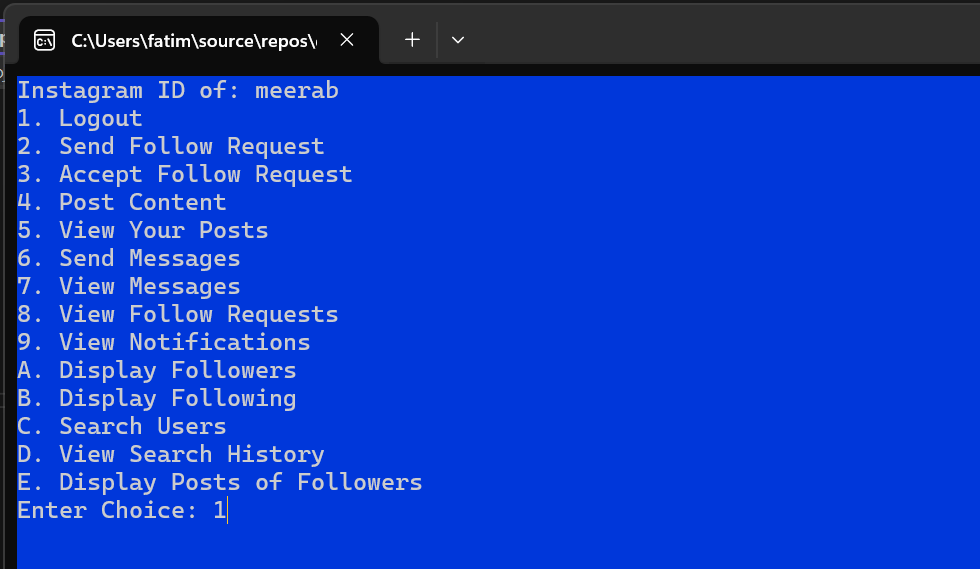 C:\Users\fatim\source\repos\
Instagram ID of: meerab
1. Logout
2. Send Follow Request
3. Accept Follow Request
4. Post Content
5. View Your Posts
6. Send Messages
7. View Messages
8. View Follow Requests
9. View Notifications
A. Display Followers
B. Display Following
C. Search Users
D. View Search History
E. Display Posts of Followers
Enter Choice: 1